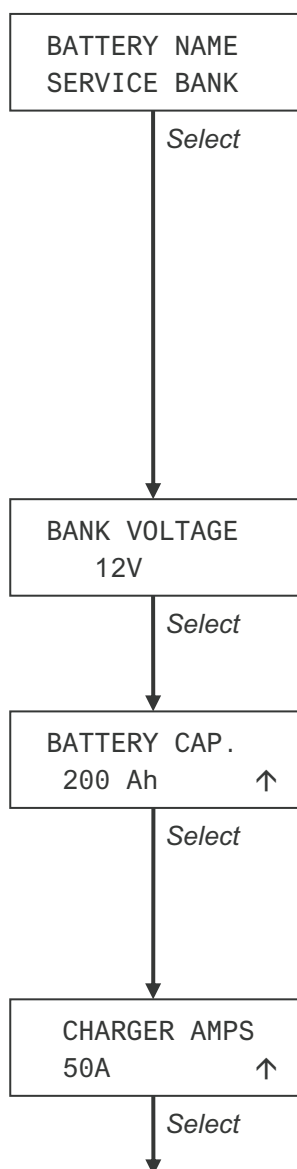 BATTERY NAME
SERVICE BANK
Select
BANK VOLTAGE
12V
Select
BATTERY CAP.
200 Ah ↑
Select
CHARGER AMPS
50A ↑
Select